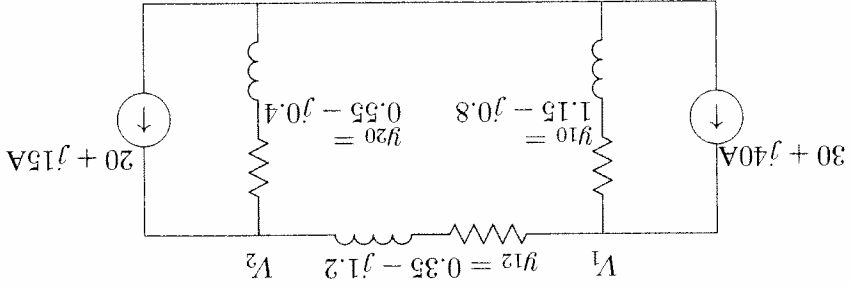 V₁
y₁₂ = 0.35 − j1.2
V₂
30 + j40A
y₁₀ =
1.15 − j0.8
y₂₀ =
0.55 − j0.4
20 + j15A